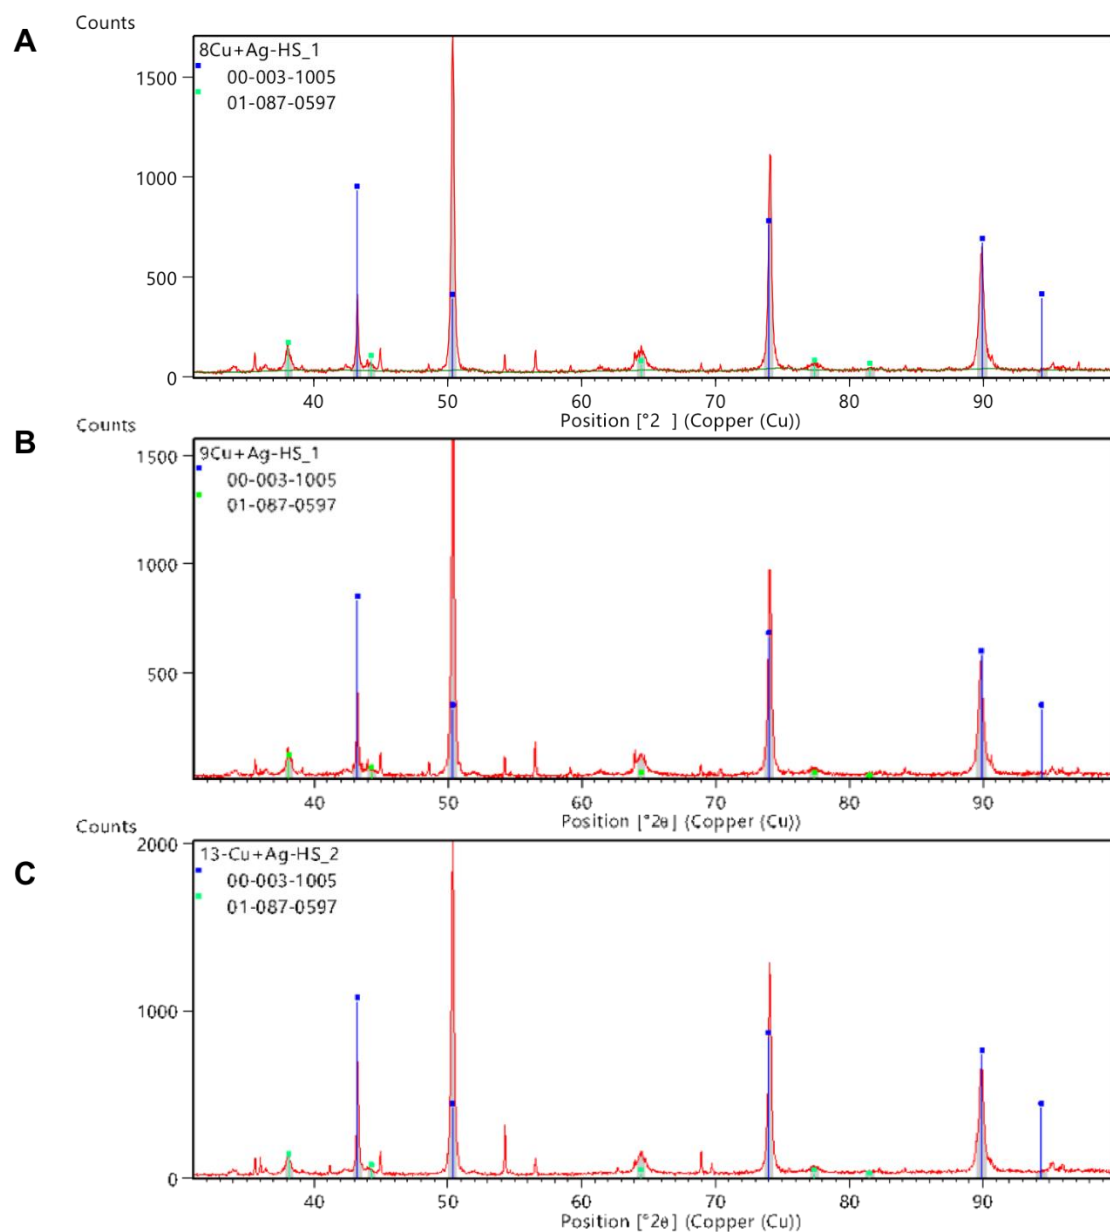 A
Counts
8Cu+Ag-HS_1
00-003-1005
01-087-0597
1500
1000
500
0
40 50 60 70 80 90
Position [°2 ] (Copper (Cu))
B
Counts
9Cu+Ag-HS_1
00-003-1005
01-087-0597
1500
1000
500
40 50 60 70 80 90
Position [°2θ] (Copper (Cu))
C
Counts
13-Cu+Ag-HS_2
00-003-1005
01-087-0597
2000
1000
0
40 50 60 70 80 90
Position [°2θ] (Copper (Cu))